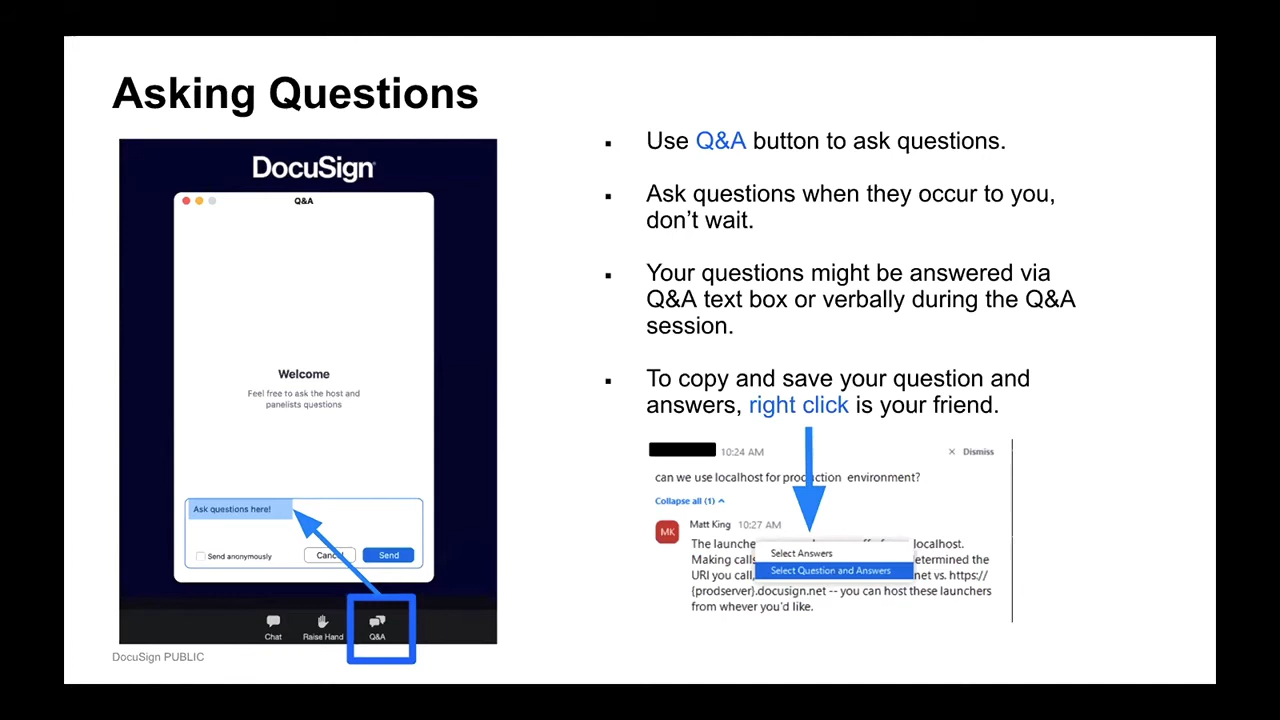 Asking Questions
DocuSign
Q&A
Welcome
Feel free to ask the host and
panelists questions
Ask questions here!
Send anonymously
Send
Chat
Raise Hand
Q&A
▪ Use Q&A button to ask questions.
▪ Ask questions when they occur to you,
don’t wait.
▪ Your questions might be answered via
Q&A text box or verbally during the Q&A
session.
▪ To copy and save your question and
answers, right click is your friend.
10:24 AM
× Dismiss
can we use localhost for production environment?
Collapse all (1)
MK
Matt King 10:27 AM
The localhost.
Making calls
URI you call, net vs. https://
{prodserver}.docusign.net -- you can host these launchers
from whever you'd like.
Select Answers
Select Question and Answers
DocuSign PUBLIC